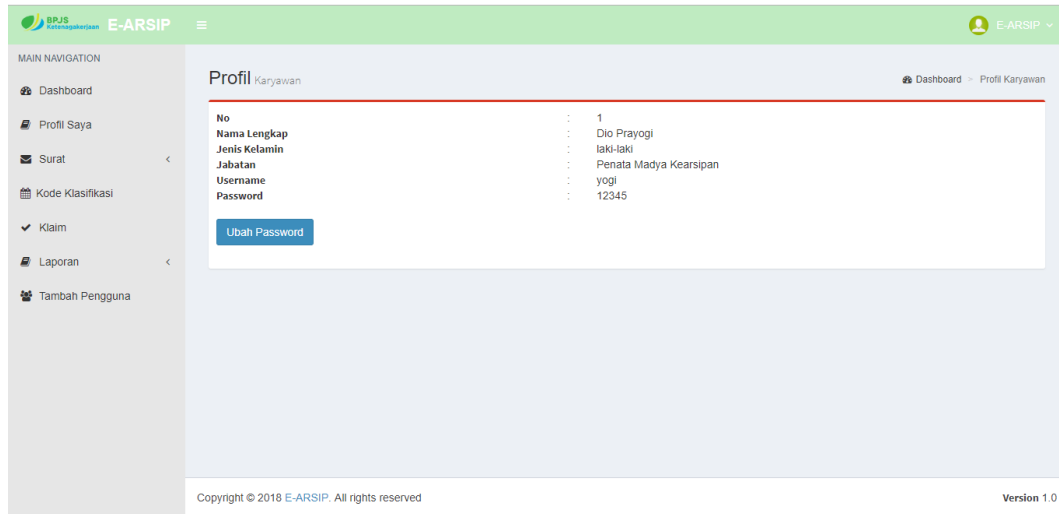 BPJS
Ketenagakerjaan E-ARSIP
E-ARSIP
MAIN NAVIGATION
Dashboard
Profil Saya
Surat
Kode Klasifikasi
Klaim
Laporan
Tambah Pengguna
Profil Karyawan
Dashboard > Profil Karyawan
No : 1
Nama Lengkap : Dio Prayogi
Jenis Kelamin : laki-laki
Jabatan : Penata Madya Kearsipan
Username : yogi
Password : 12345
Ubah Password
Copyright © 2018 E-ARSIP. All rights reserved
Version 1.0